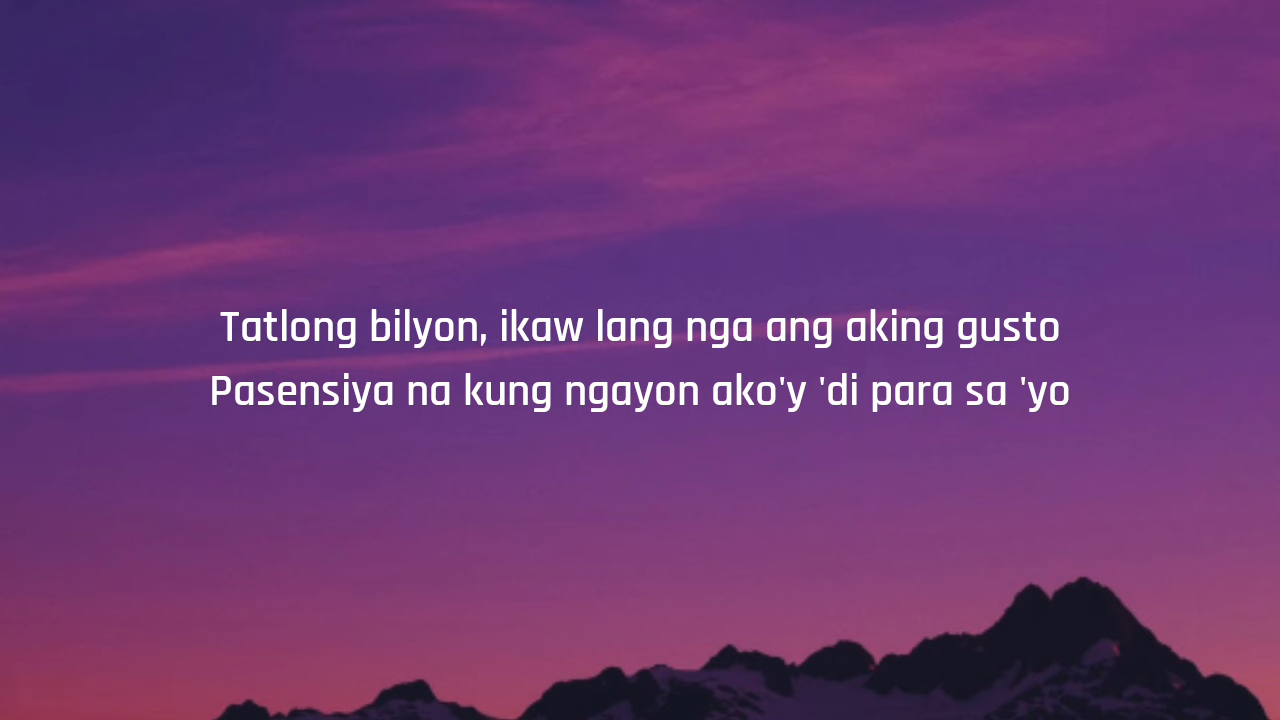 Tatlong bilyon, ikaw lang nga ang aking gusto
Pasensiya na kung ngayon ako'y 'di para sa 'yo